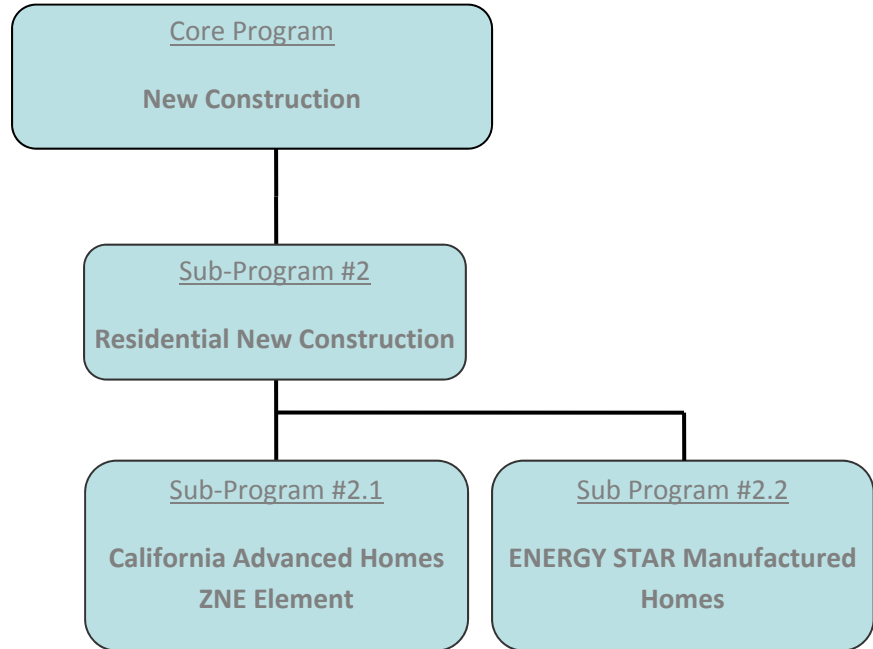 Core Program
New Construction
Sub-Program #2
Residential New Construction
Sub-Program #2.1
California Advanced Homes
ZNE Element
Sub Program #2.2
ENERGY STAR Manufactured
Homes